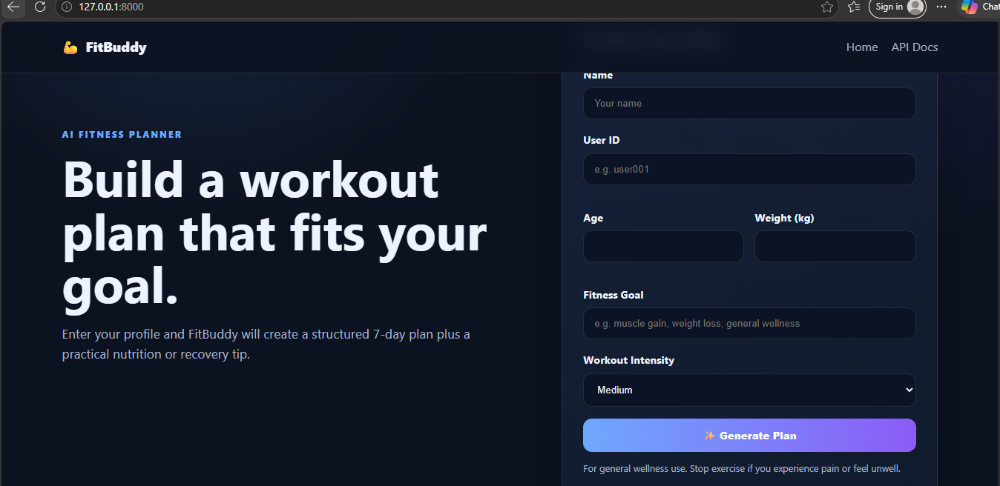 127.0.0.1:8000
Sign in
Chat
💪 FitBuddy
Home
API Docs
AI FITNESS PLANNER
Build a workout
plan that fits your
goal.
Enter your profile and FitBuddy will create a structured 7-day plan plus a
practical nutrition or recovery tip.
Name
Your name
User ID
e.g. user001
Age
Weight (kg)
Fitness Goal
e.g. muscle gain, weight loss, general wellness
Workout Intensity
Medium
✨ Generate Plan
For general wellness use. Stop exercise if you experience pain or feel unwell.